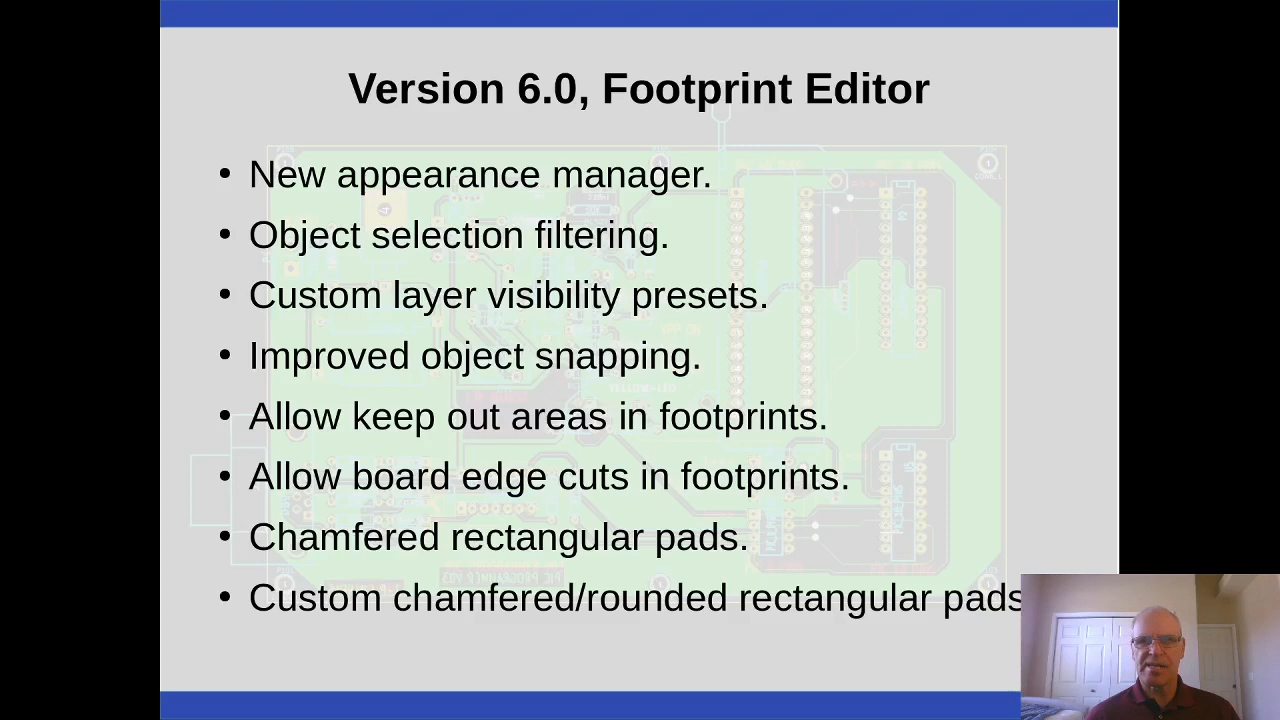 Version 6.0, Footprint Editor
• New appearance manager.
• Object selection filtering.
• Custom layer visibility presets.
• Improved object snapping.
• Allow keep out areas in footprints.
• Allow board edge cuts in footprints.
• Chamfered rectangular pads.
• Custom chamfered/rounded rectangular pads